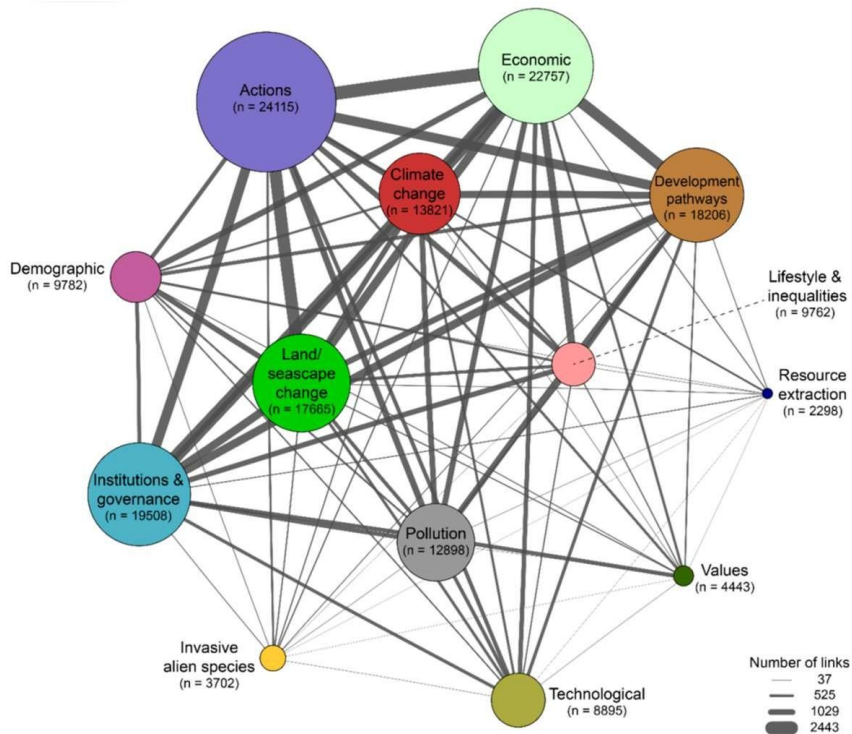 Economic
(n = 22757)
Actions
(n = 24115)
Climate
change
(n = 13821)
Development
pathways
(n = 18206)
Demographic
(n = 9782)
Lifestyle &
inequalities
(n = 9762)
Land/
seascape
change
(n = 17665)
Resource
extraction
(n = 2298)
Institutions &
governance
(n = 19508)
Pollution
(n = 12898)
Values
(n = 4443)
Invasive
alien species
(n = 3702)
Technological
(n = 8895)
Number of links
37
525
1029
2443